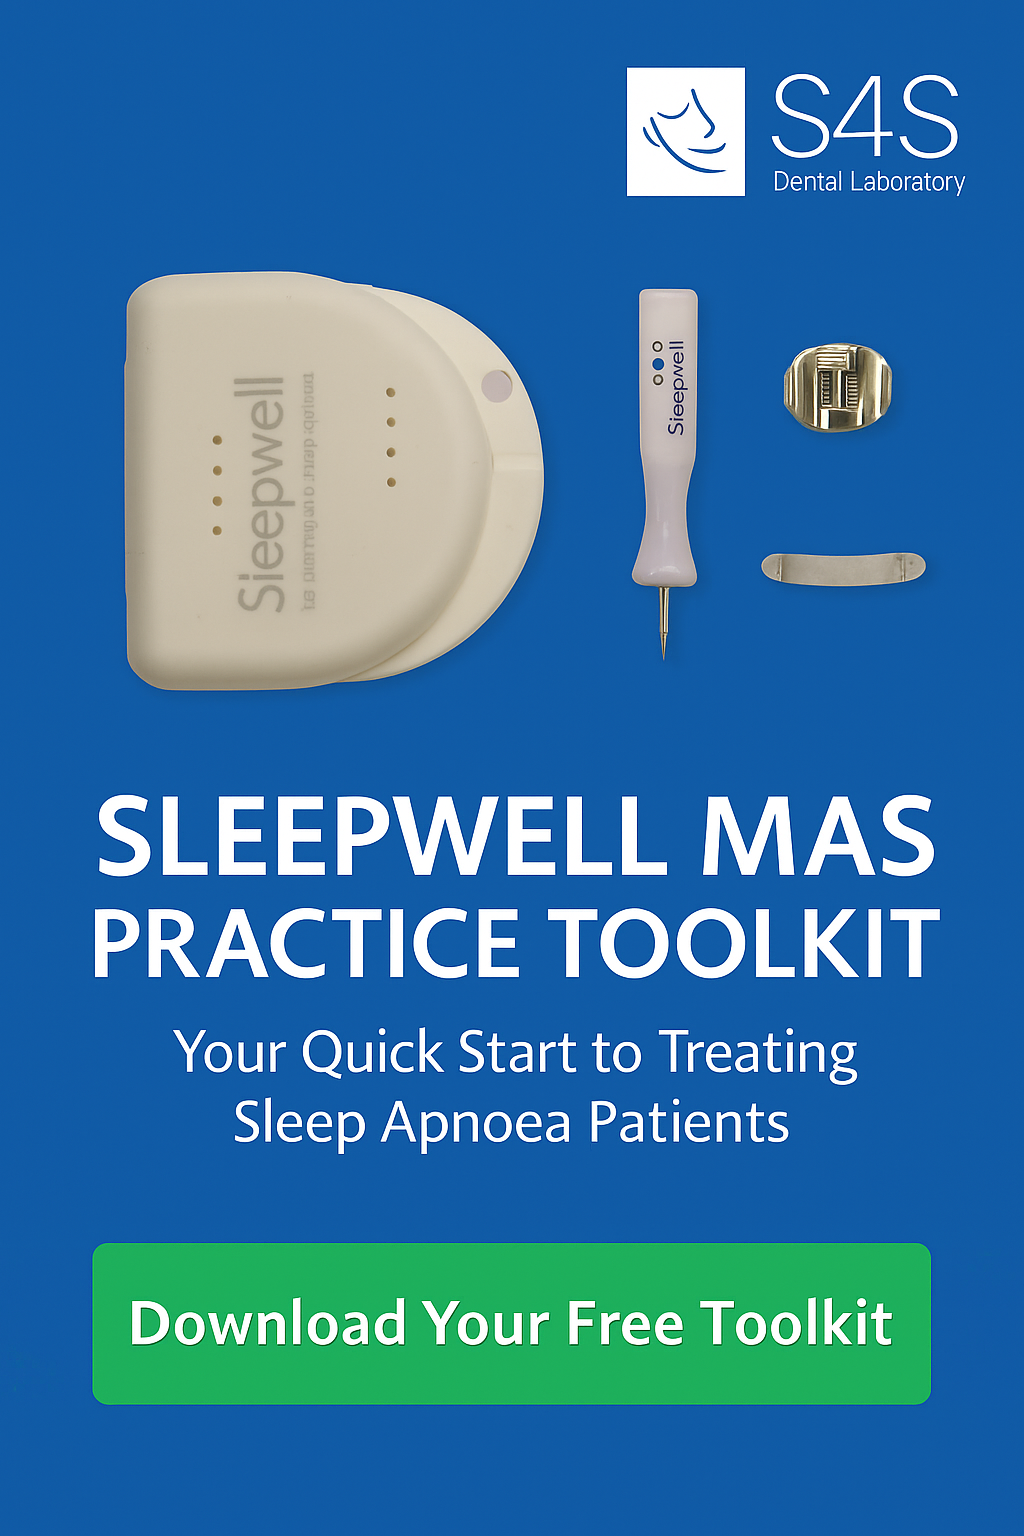 S4S
Dental Laboratory
Sleepwell
Sleepwell
SLEEPWELL MAS
PRACTICE TOOLKIT
Your Quick Start to Treating
Sleep Apnoea Patients
Download Your Free Toolkit